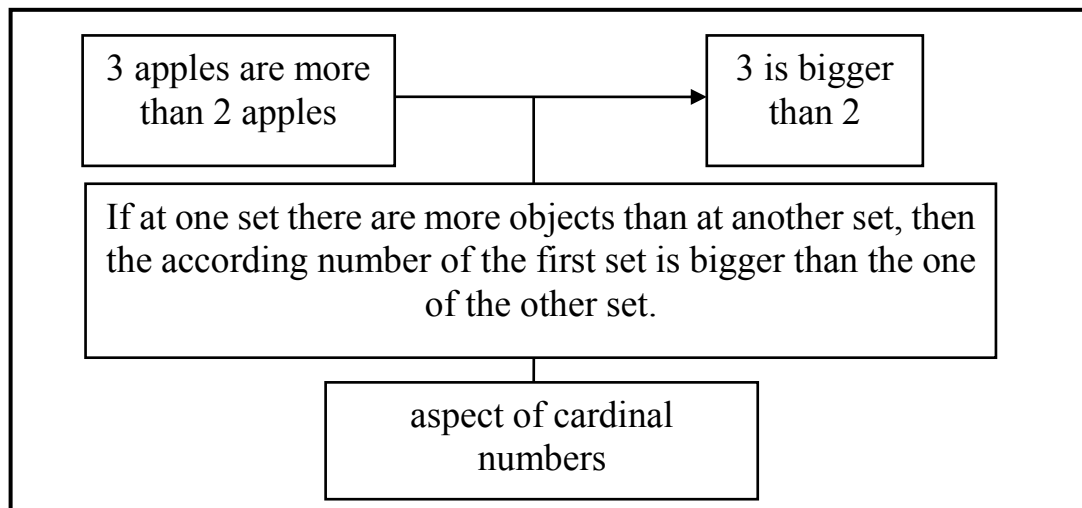 3 apples are more
than 2 apples
3 is bigger
than 2
If at one set there are more objects than at another set, then
the according number of the first set is bigger than the one
of the other set.
aspect of cardinal
numbers